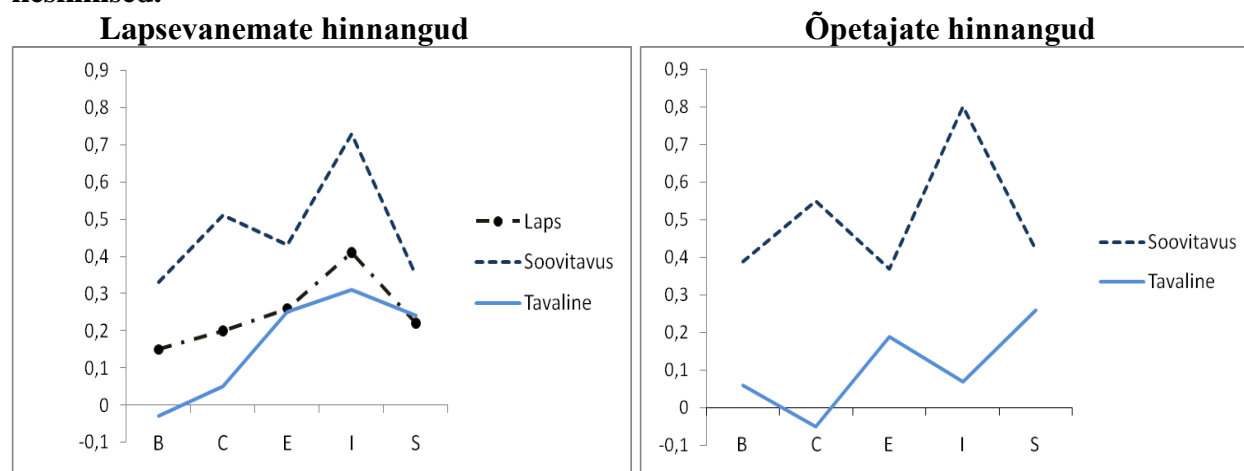 Lapsevanemate hinnangud
0,9
0,8
0,7
0,6
0,5
0,4
0,3
0,2
0,1
0
-0,1
B C E I S
Laps
Soovitavus
Tavaline
Õpetajate hinnangud
0,9
0,8
0,7
0,6
0,5
0,4
0,3
0,2
0,1
0
-0,1
B C E I S
Soovitavus
Tavaline